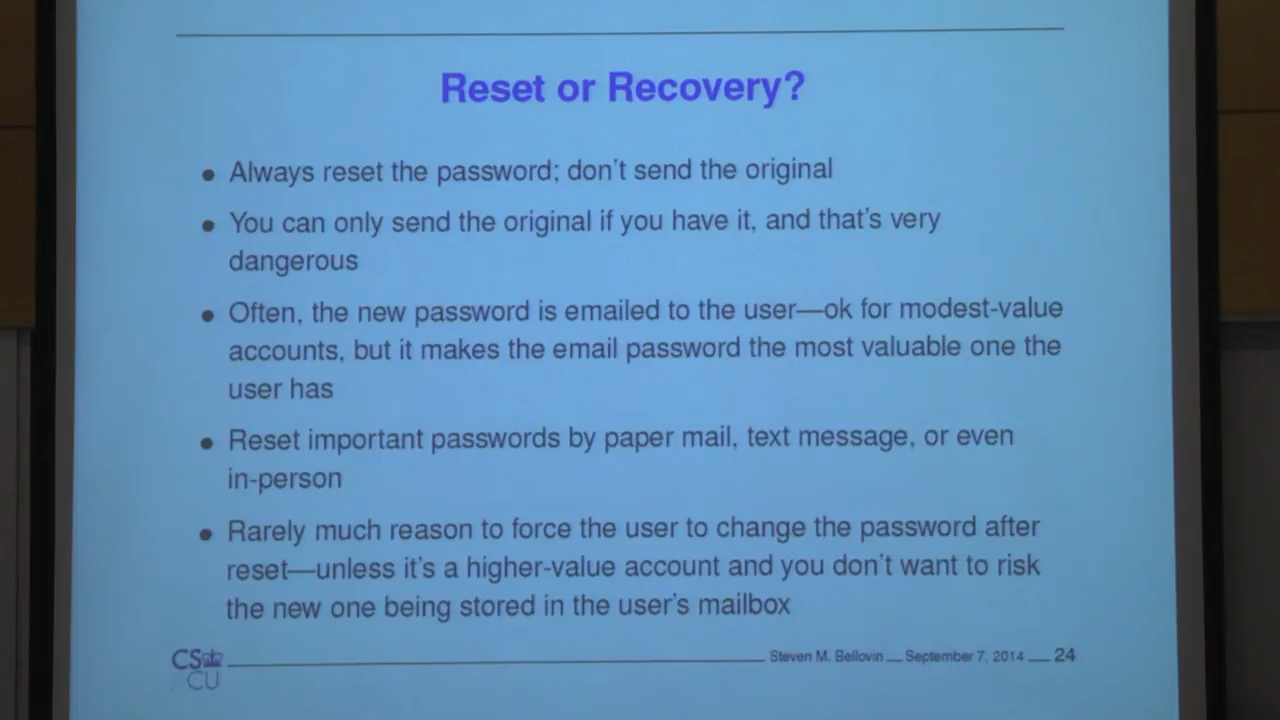 Reset or Recovery?
• Always reset the password; don't send the original
• You can only send the original if you have it, and that's very
dangerous
• Often, the new password is emailed to the user—ok for modest-value
accounts, but it makes the email password the most valuable one the
user has
• Reset important passwords by paper mail, text message, or even
in-person
• Rarely much reason to force the user to change the password after
reset—unless it's a higher-value account and you don't want to risk
the new one being stored in the user's mailbox
CS
CU
Steven M. Bellovin — September 7, 2014 — 24